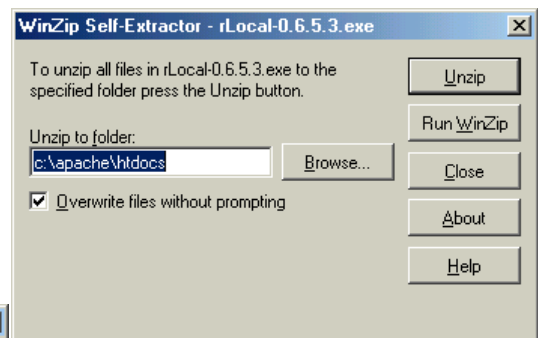 WinZip Self-Extractor - rLocal-0.6.5.3.exe
To unzip all files in rLocal-0.6.5.3.exe to the
specified folder press the Unzip button.
Unzip to folder:
c:\apache\htdocs
Browse...
Overwrite files without prompting
Unzip
Run WinZip
Close
About
Help